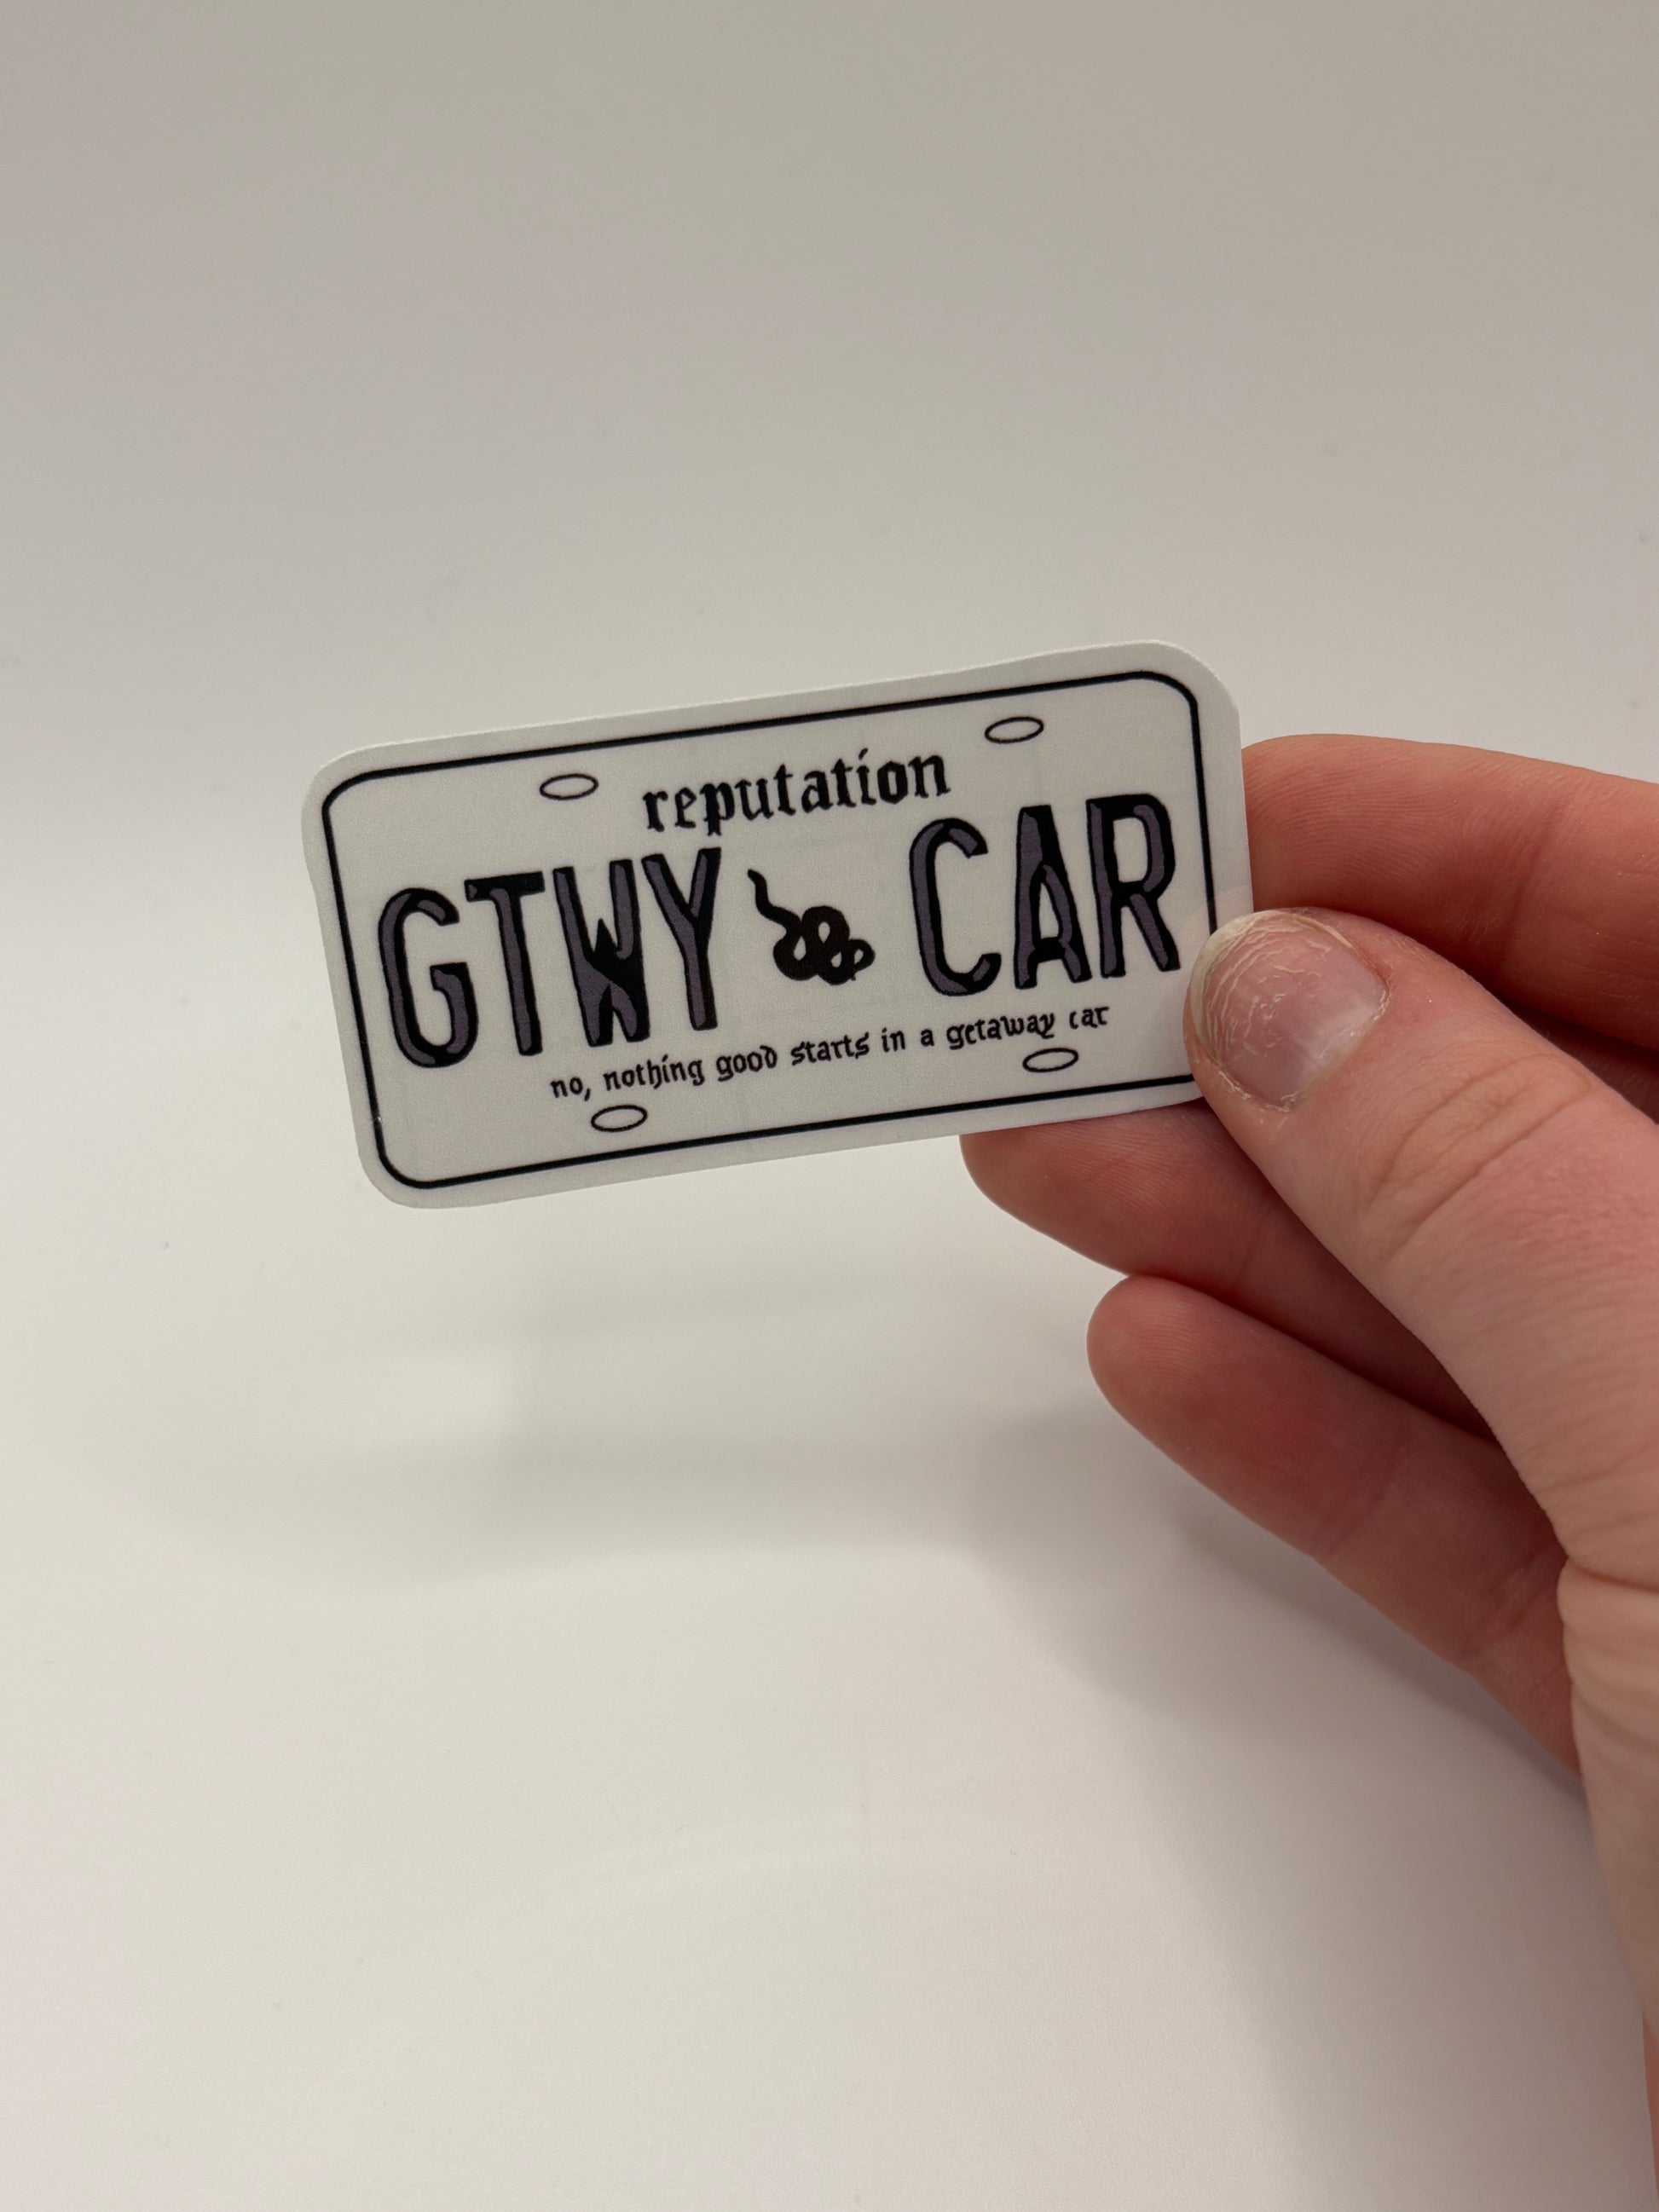 reputation
GTWY CAR
no, nothing good starts in a getaway car